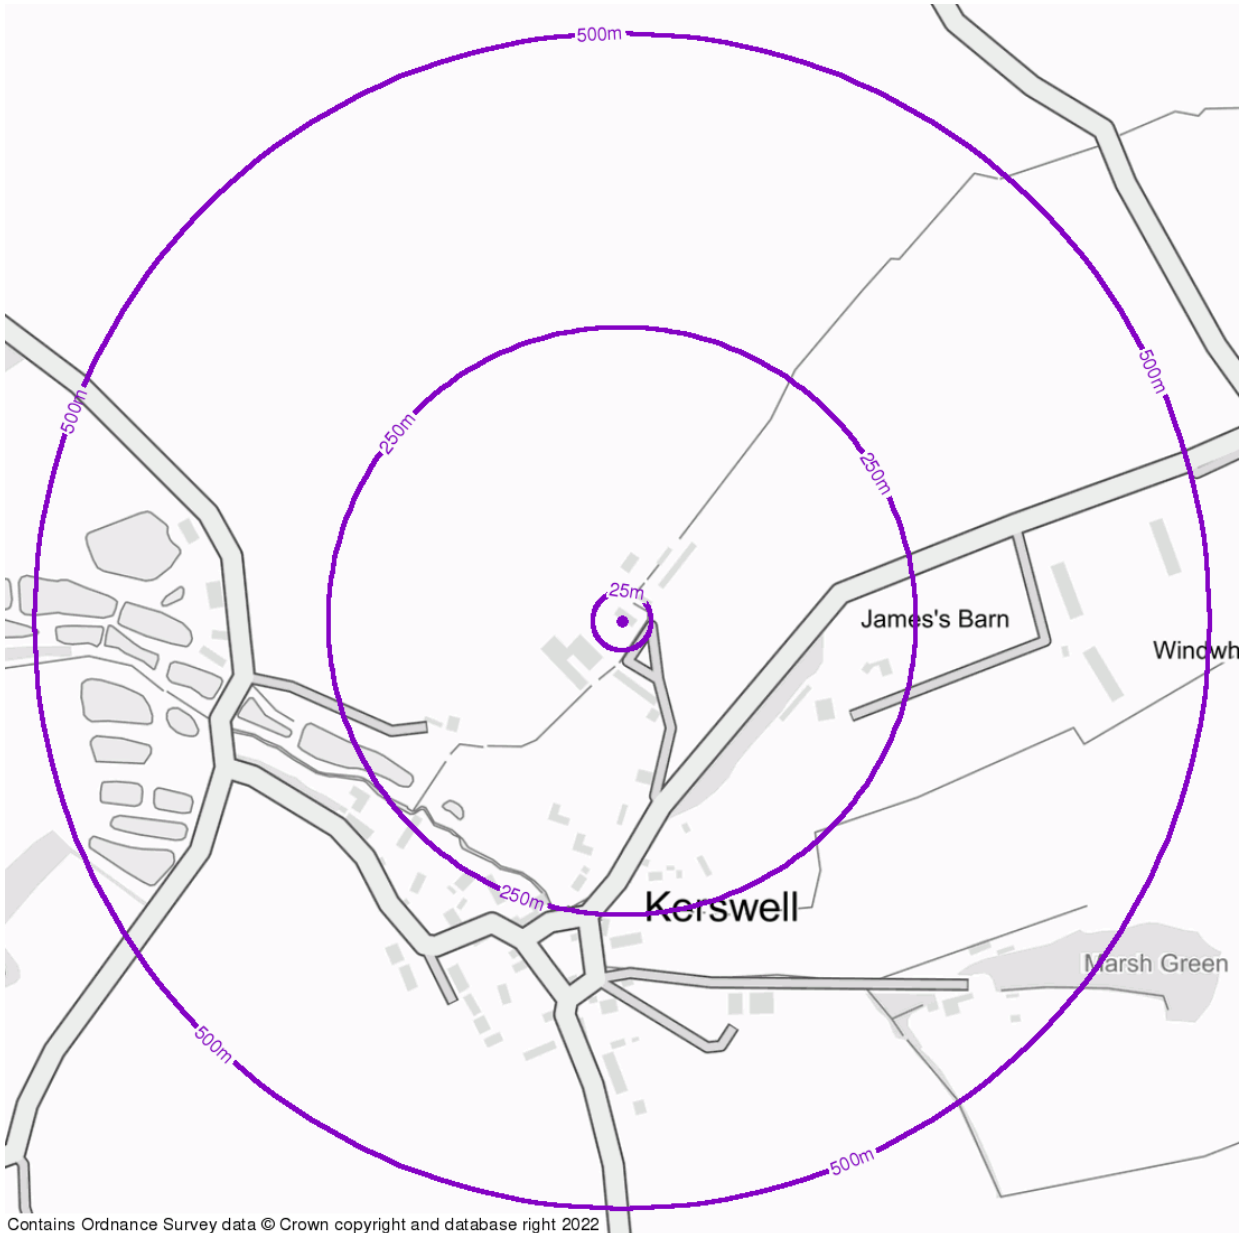 500m
500m
500m
250m
250m
25m
James's Barn
Windwh
250m
Kerswell
Marsh Green
500m
500m
Contains Ordnance Survey data © Crown copyright and database right 2022